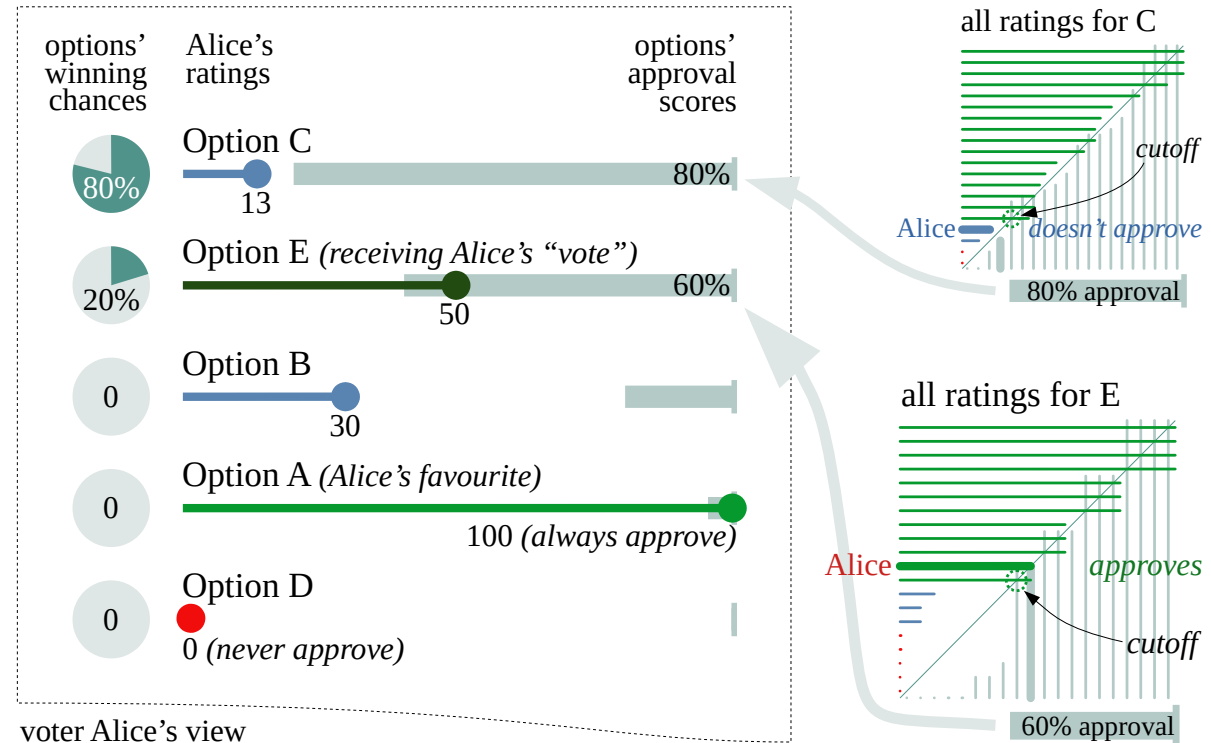 options’
winning
chances
Alice’s
ratings
options’
approval
scores
80%
Option C
13
80%
20%
Option E (receiving Alice’s “vote”)
50
60%
0
Option B
30
0
Option A (Alice’s favourite)
100 (always approve)
0
Option D
0 (never approve)
voter Alice’s view
all ratings for C
cutoff
Alice
doesn’t approve
80% approval
all ratings for E
Alice
approves
cutoff
60% approval